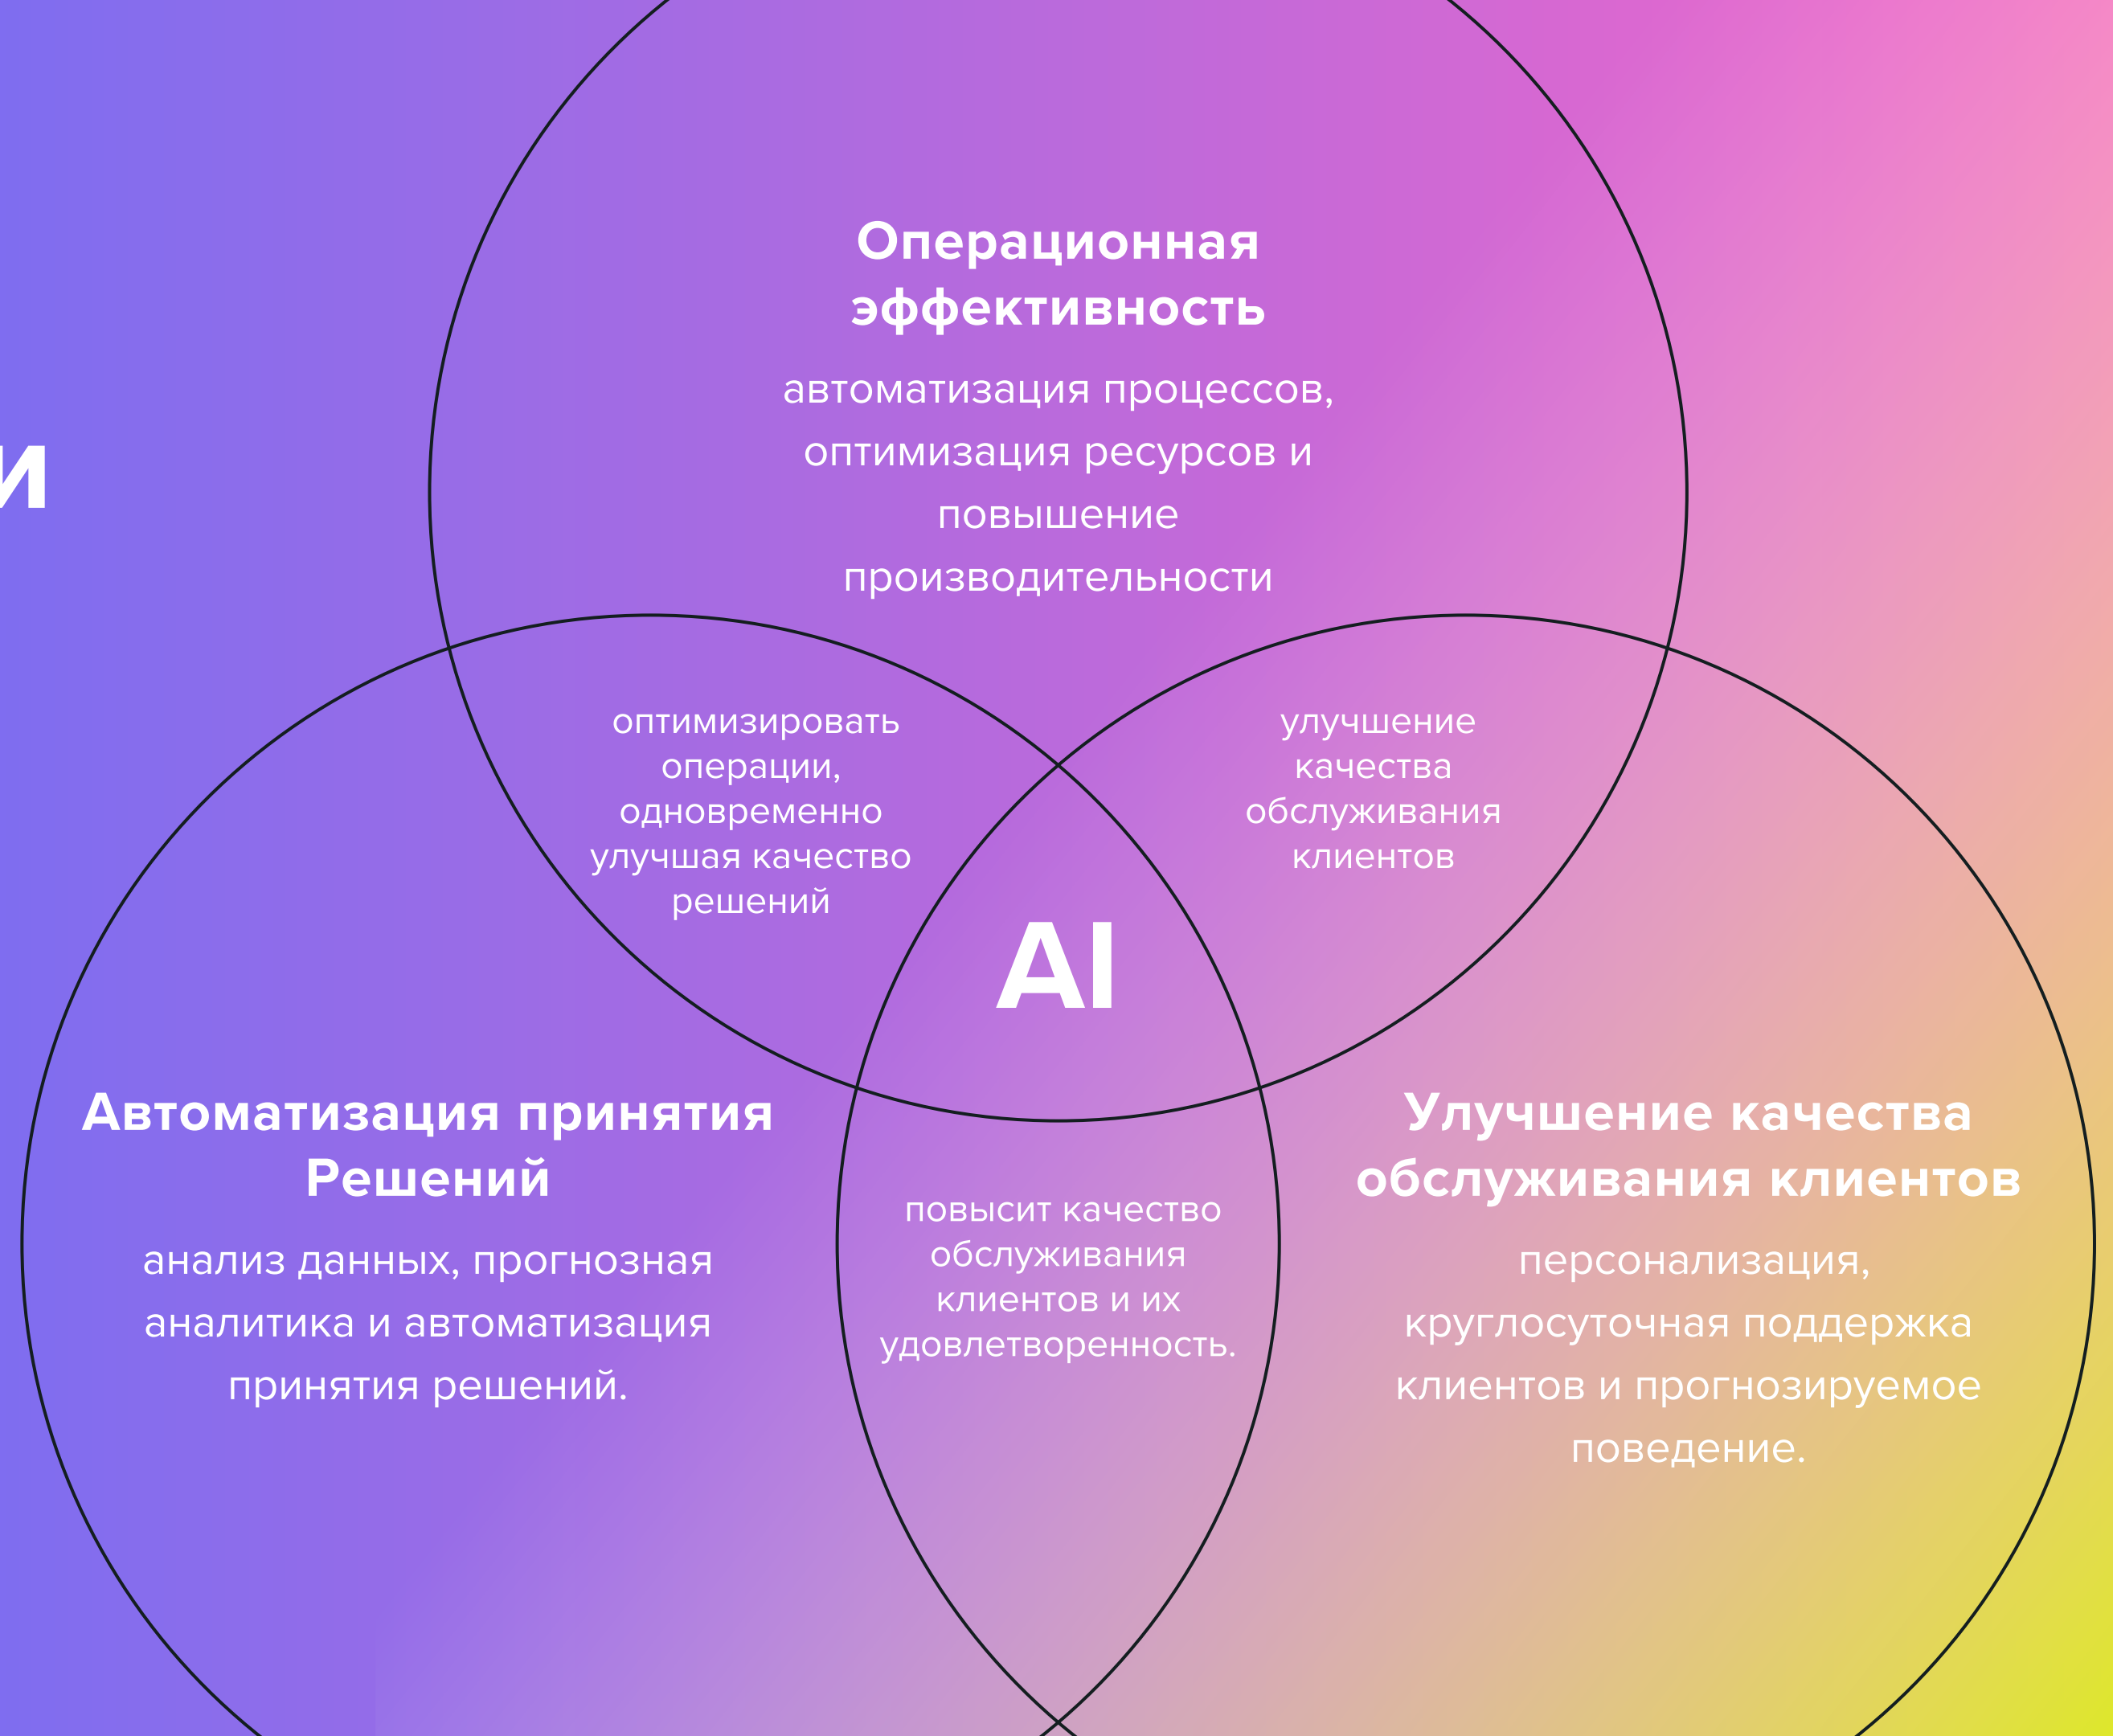 Операционная
эффективность
автоматизация процессов,
оптимизация ресурсов и
повышение
производительности
и
оптимизировать
операции,
одновременно
улучшая качество
решений
улучшение
качества
обслуживания
клиентов
AI
Автоматизация принятия
Решений
анализ данных, прогнозная
аналитика и автоматизация
принятия решений.
повысит качество
обслуживания
клиентов и их
удовлетворенность.
Улучшение качества
обслуживания клиентов
персонализация,
круглосуточная поддержка
клиентов и прогнозируемое
поведение.